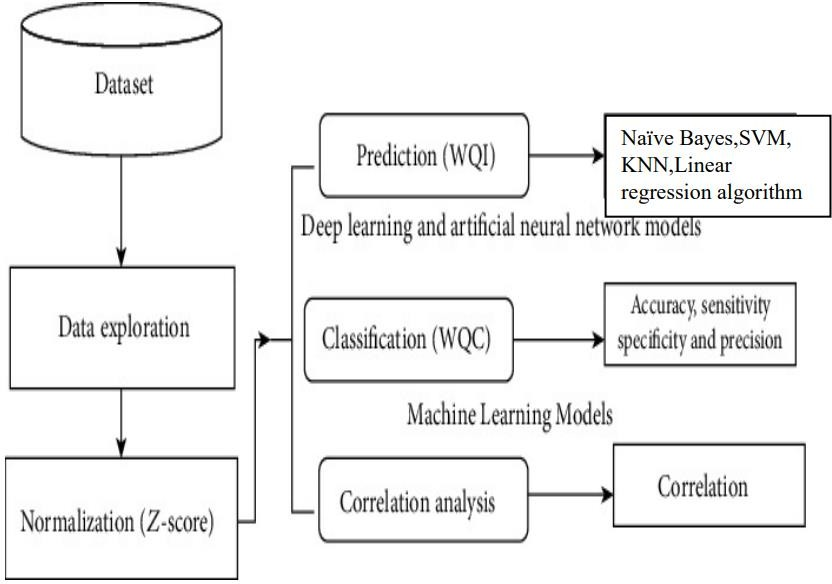 Dataset
Data exploration
Normalization (Z-score)
Prediction (WQI)
Naïve Bayes,SVM,
KNN,Linear
regression algorithm
Deep learning and artificial neural network models
Classification (WQC)
Accuracy, sensitivity
specificity and precision
Machine Learning Models
Correlation analysis
Correlation